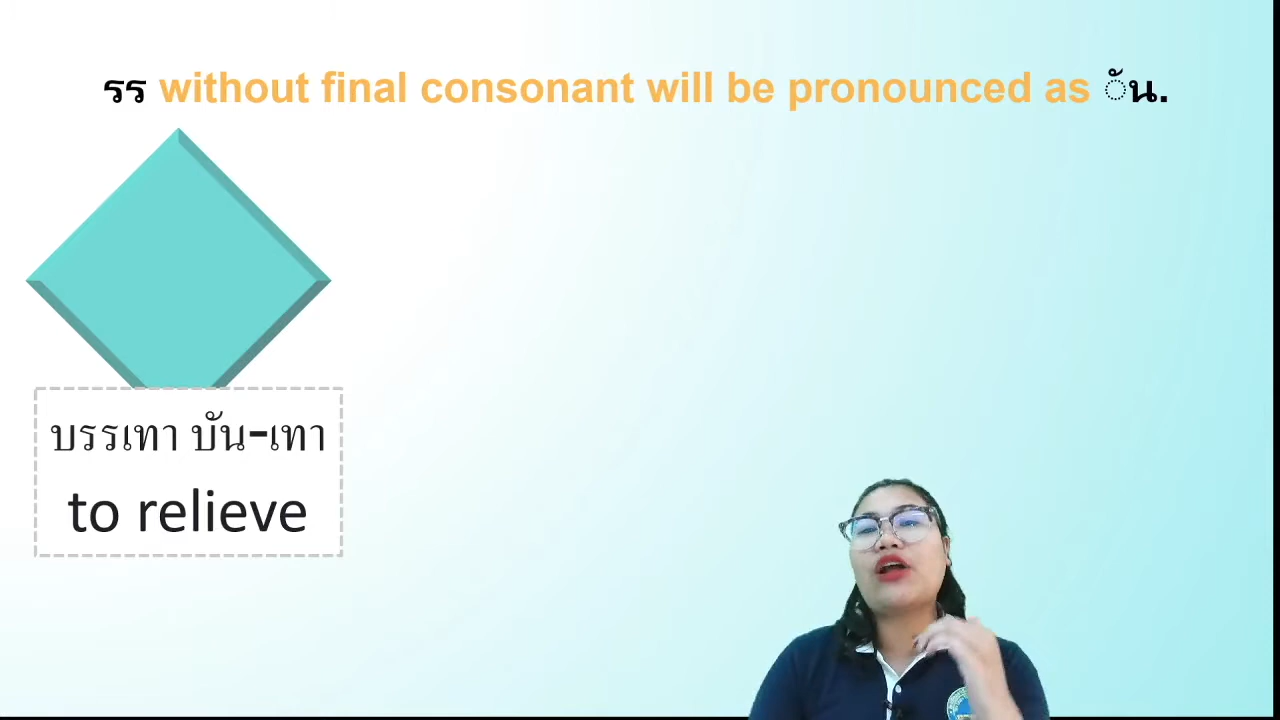 รร without final consonant will be pronounced as ◌ัน.
บรรเทา บัน-เทา
to relieve